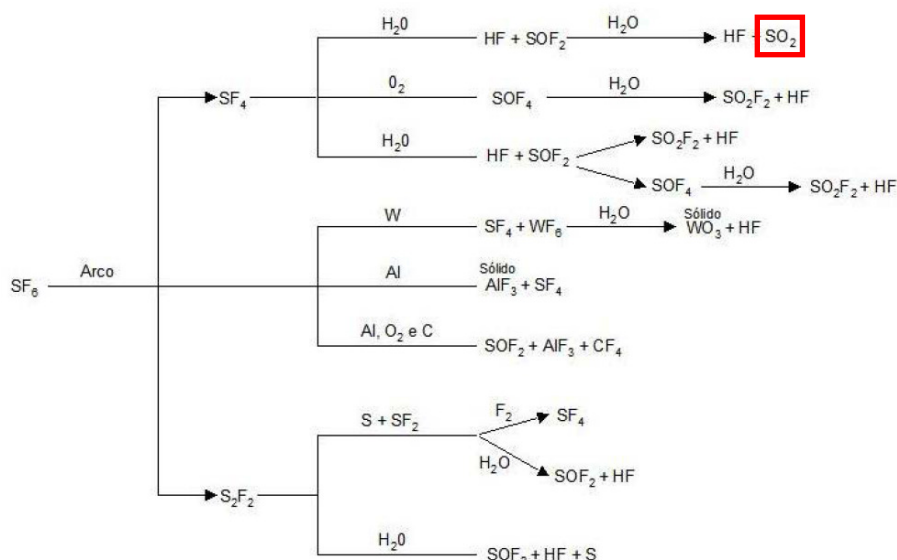 H₂0
HF + SOF₂
H₂O
HF + SO₂
SF₄
0₂
SOF₄
H₂O
SO₂F₂ + HF
H₂0
HF + SOF₂
SO₂F₂ + HF
SOF₄
H₂O
SO₂F₂ + HF
SF₆
Arco
W
SF₄ + WF₆
H₂O
Sólido
WO₃ + HF
Al
Sólido
AlF₃ + SF₄
Al, O₂ e C
SOF₂ + AlF₃ + CF₄
S₂F₂
S + SF₂
F₂
SF₄
H₂O
SOF₂ + HF
H₂0
SOF₂ + HF + S